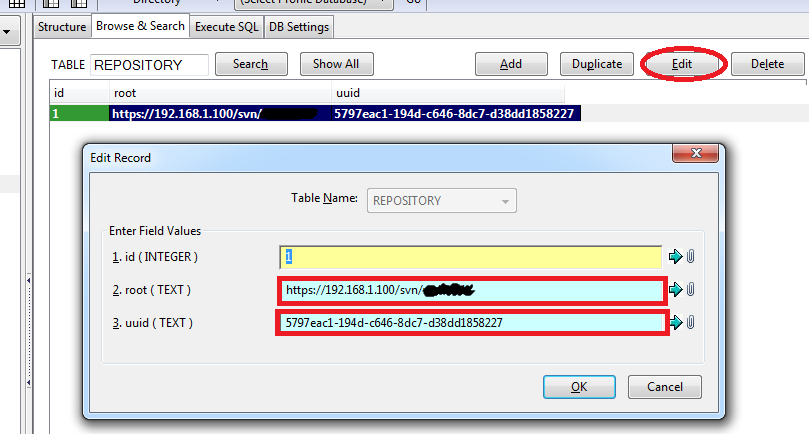 Directory (Select Profile Database) Go
Structure Browse & Search Execute SQL DB Settings
TABLE REPOSITORY Search Show All Add Duplicate Edit Delete
id root uuid
1 https://192.168.1.100/svn/ 5797eac1-194d-c646-8dc7-d38dd1858227
Edit Record
Table Name: REPOSITORY
Enter Field Values
1. id ( INTEGER ) 1
2. root ( TEXT ) https://192.168.1.100/svn/
3. uuid ( TEXT ) 5797eac1-194d-c646-8dc7-d38dd1858227
OK Cancel